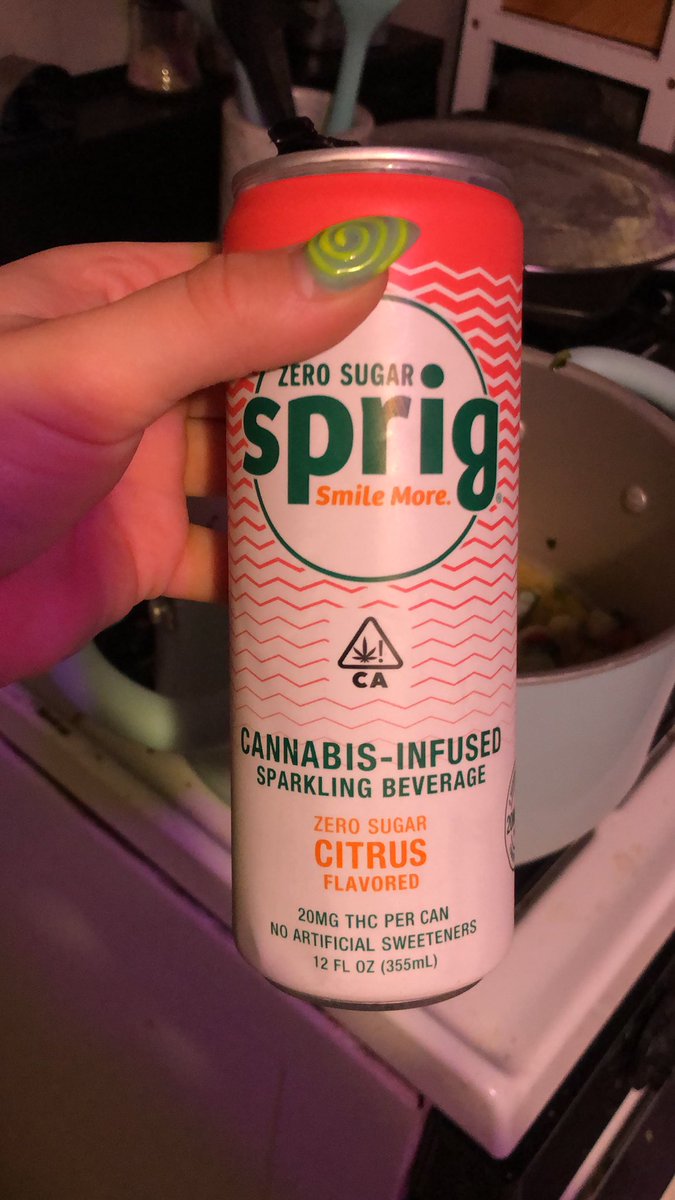 ZERO SUGAR
sprig
Smile More.
CA
CANNABIS-INFUSED
SPARKLING BEVERAGE
ZERO SUGAR
CITRUS
FLAVORED
20MG THC PER CAN
NO ARTIFICIAL SWEETENERS
12 FL OZ (355mL)